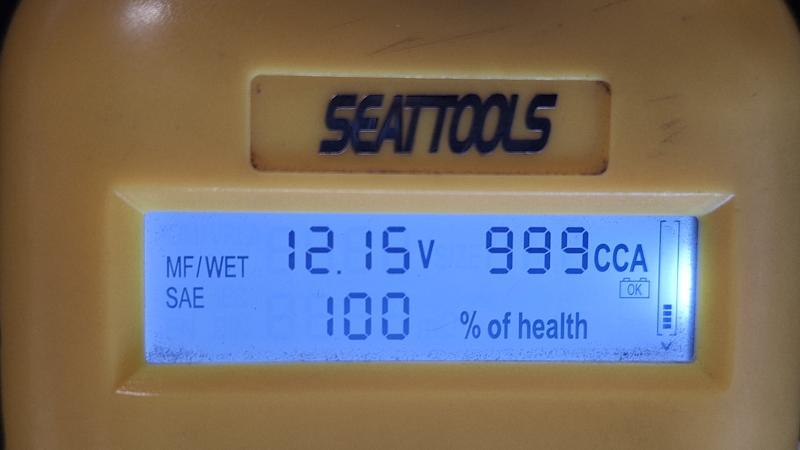 SEATTOOLS
MF/WET 12.15V 999CCA
SAE OK
100 % of health